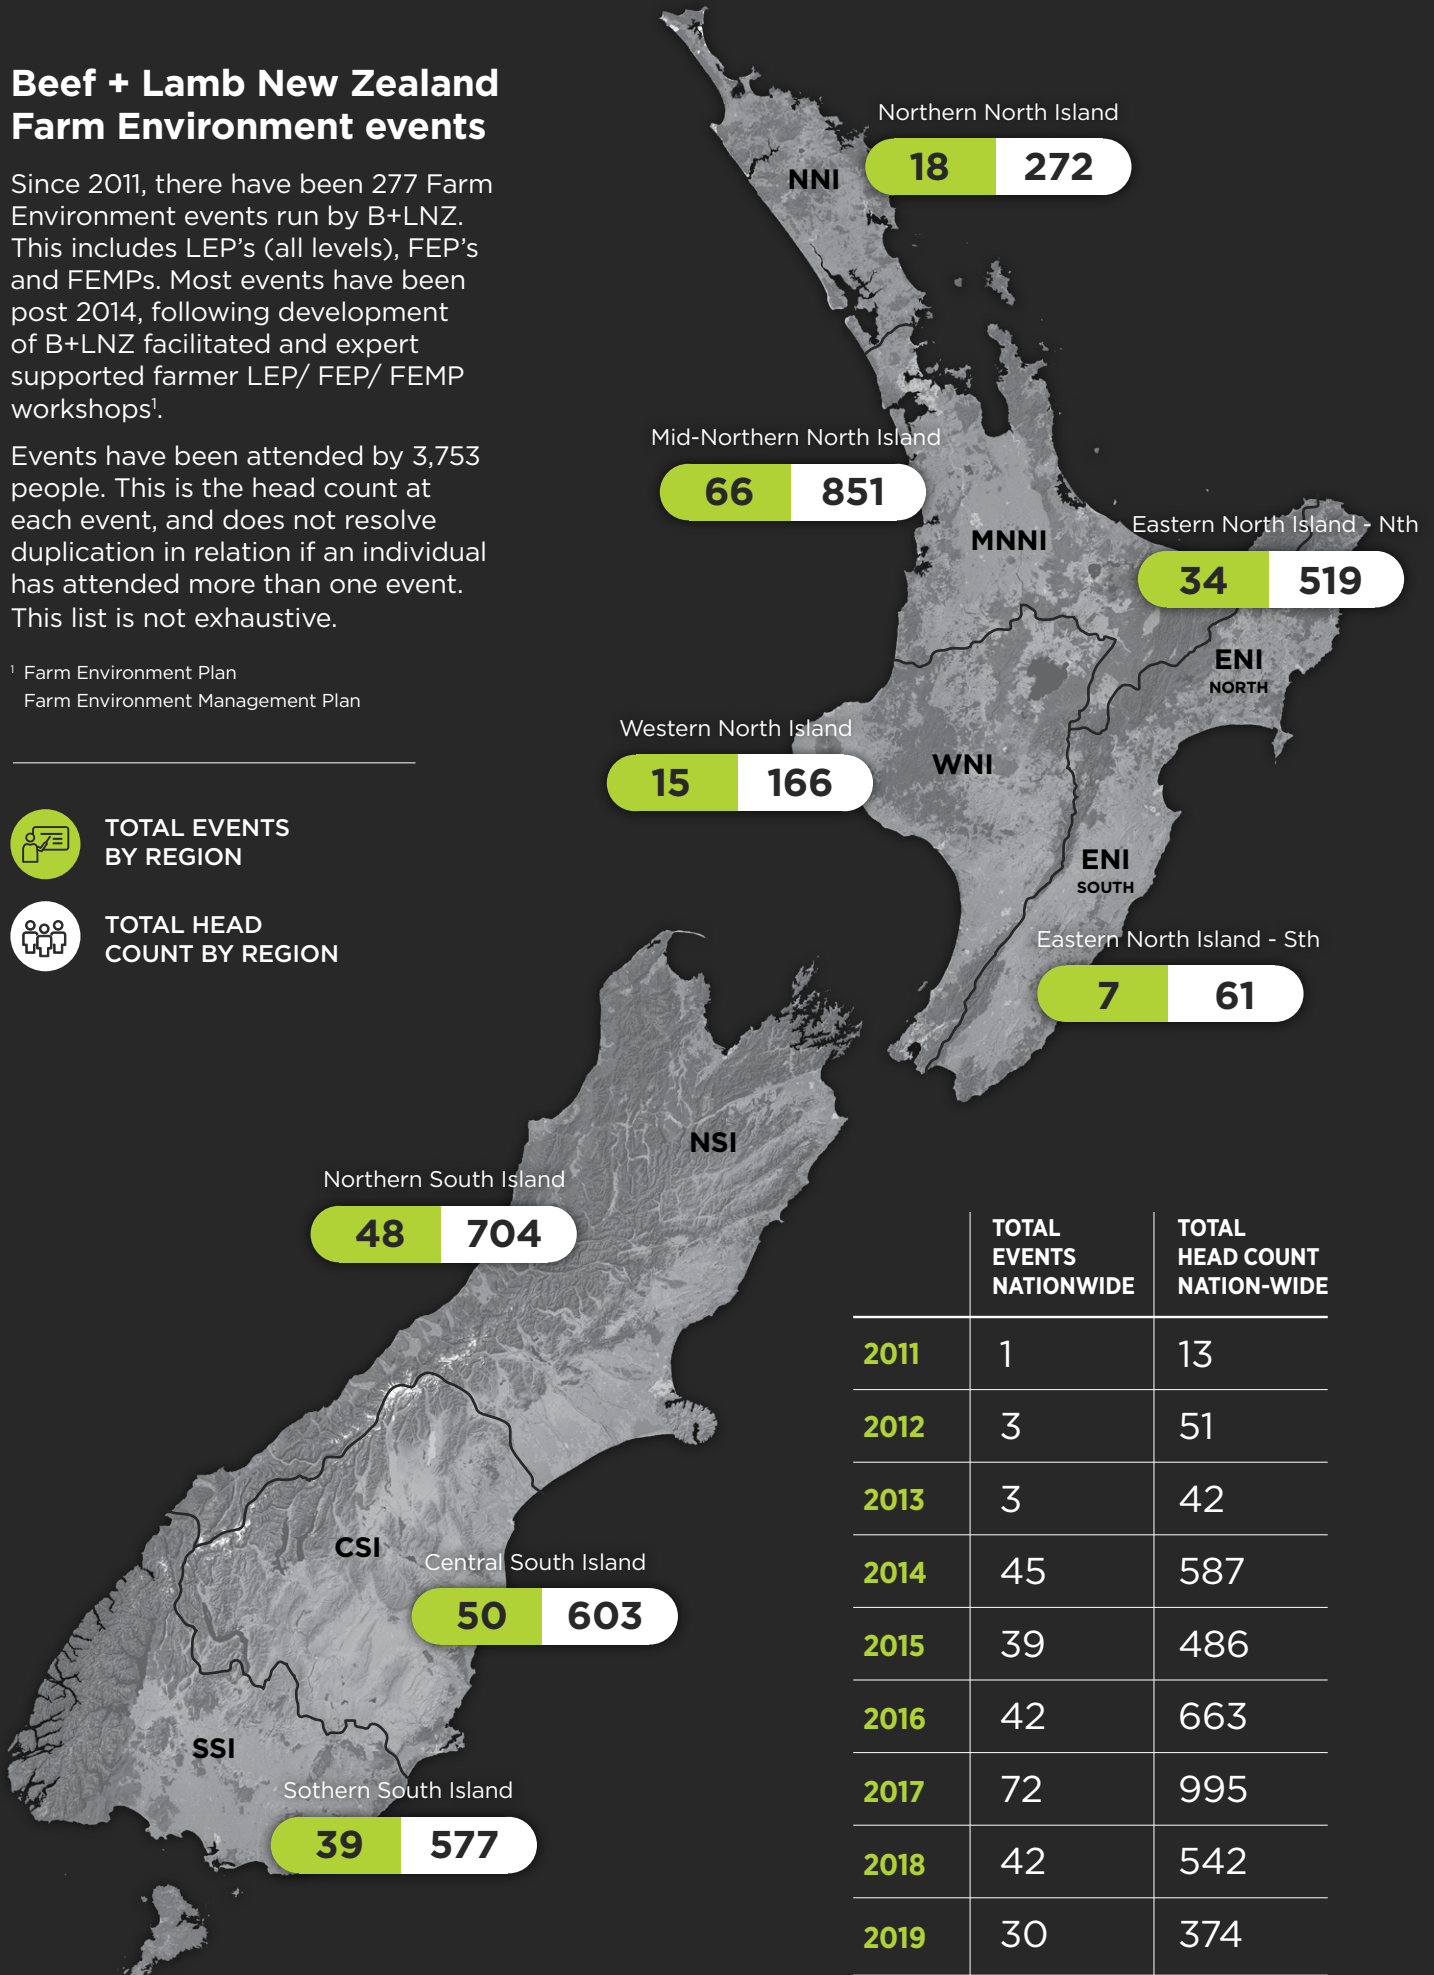 Beef + Lamb New Zealand
Farm Environment events
Since 2011, there have been 277 Farm
Environment events run by B+LNZ.
This includes LEP’s (all levels), FEP’s
and FEMPs. Most events have been
post 2014, following development
of B+LNZ facilitated and expert
supported farmer LEP/ FEP/ FEMP
workshops¹.
Events have been attended by 3,753
people. This is the head count at
each event, and does not resolve
duplication in relation if an individual
has attended more than one event.
This list is not exhaustive.
¹ Farm Environment Plan
Farm Environment Management Plan
TOTAL EVENTS
BY REGION
TOTAL HEAD
COUNT BY REGION
Northern North Island
NNI
18 272
Mid-Northern North Island
66 851
MNNI
Eastern North Island - Nth
34 519
ENI
NORTH
Western North Island
15 166
WNI
ENI
SOUTH
Eastern North Island - Sth
7 61
NSI
Northern South Island
48 704
CSI
Central South Island
50 603
SSI
Sothern South Island
39 577
TOTAL
EVENTS
NATIONWIDE
TOTAL
HEAD COUNT
NATION-WIDE
2011 1 13
2012 3 51
2013 3 42
2014 45 587
2015 39 486
2016 42 663
2017 72 995
2018 42 542
2019 30 374